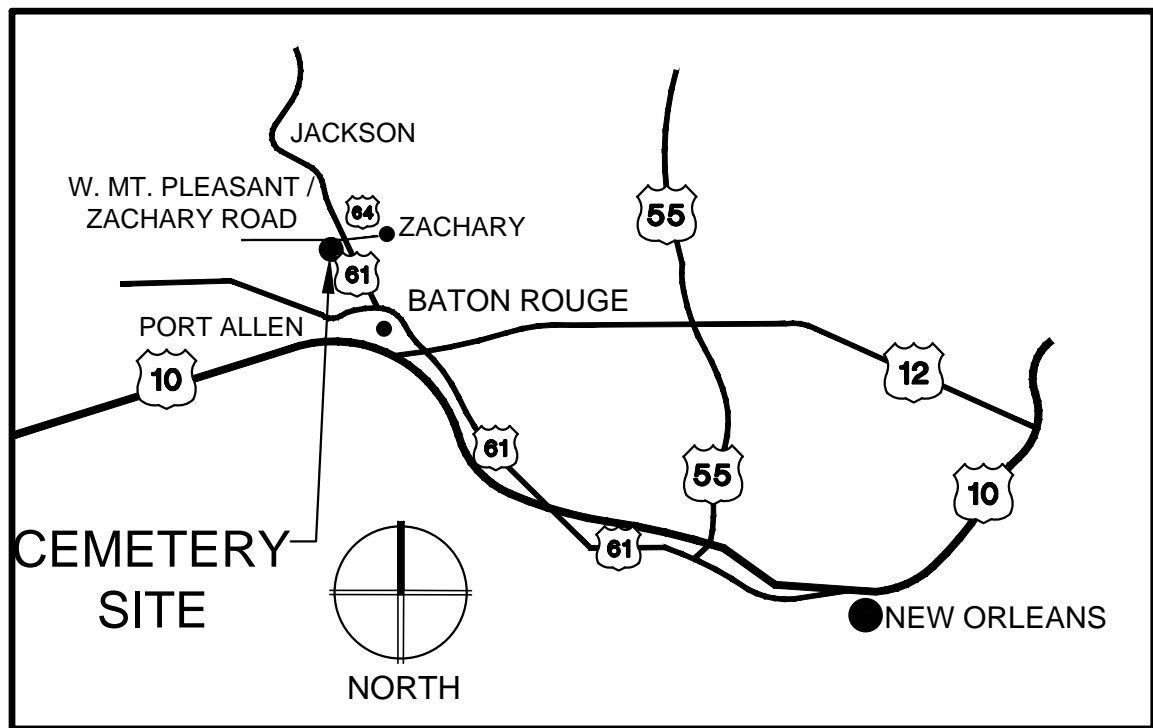 JACKSON
W. MT. PLEASANT /
ZACHARY ROAD
64
ZACHARY
55
61
BATON ROUGE
PORT ALLEN
10
12
61
55
10
61
CEMETERY
SITE
NEW ORLEANS
NORTH